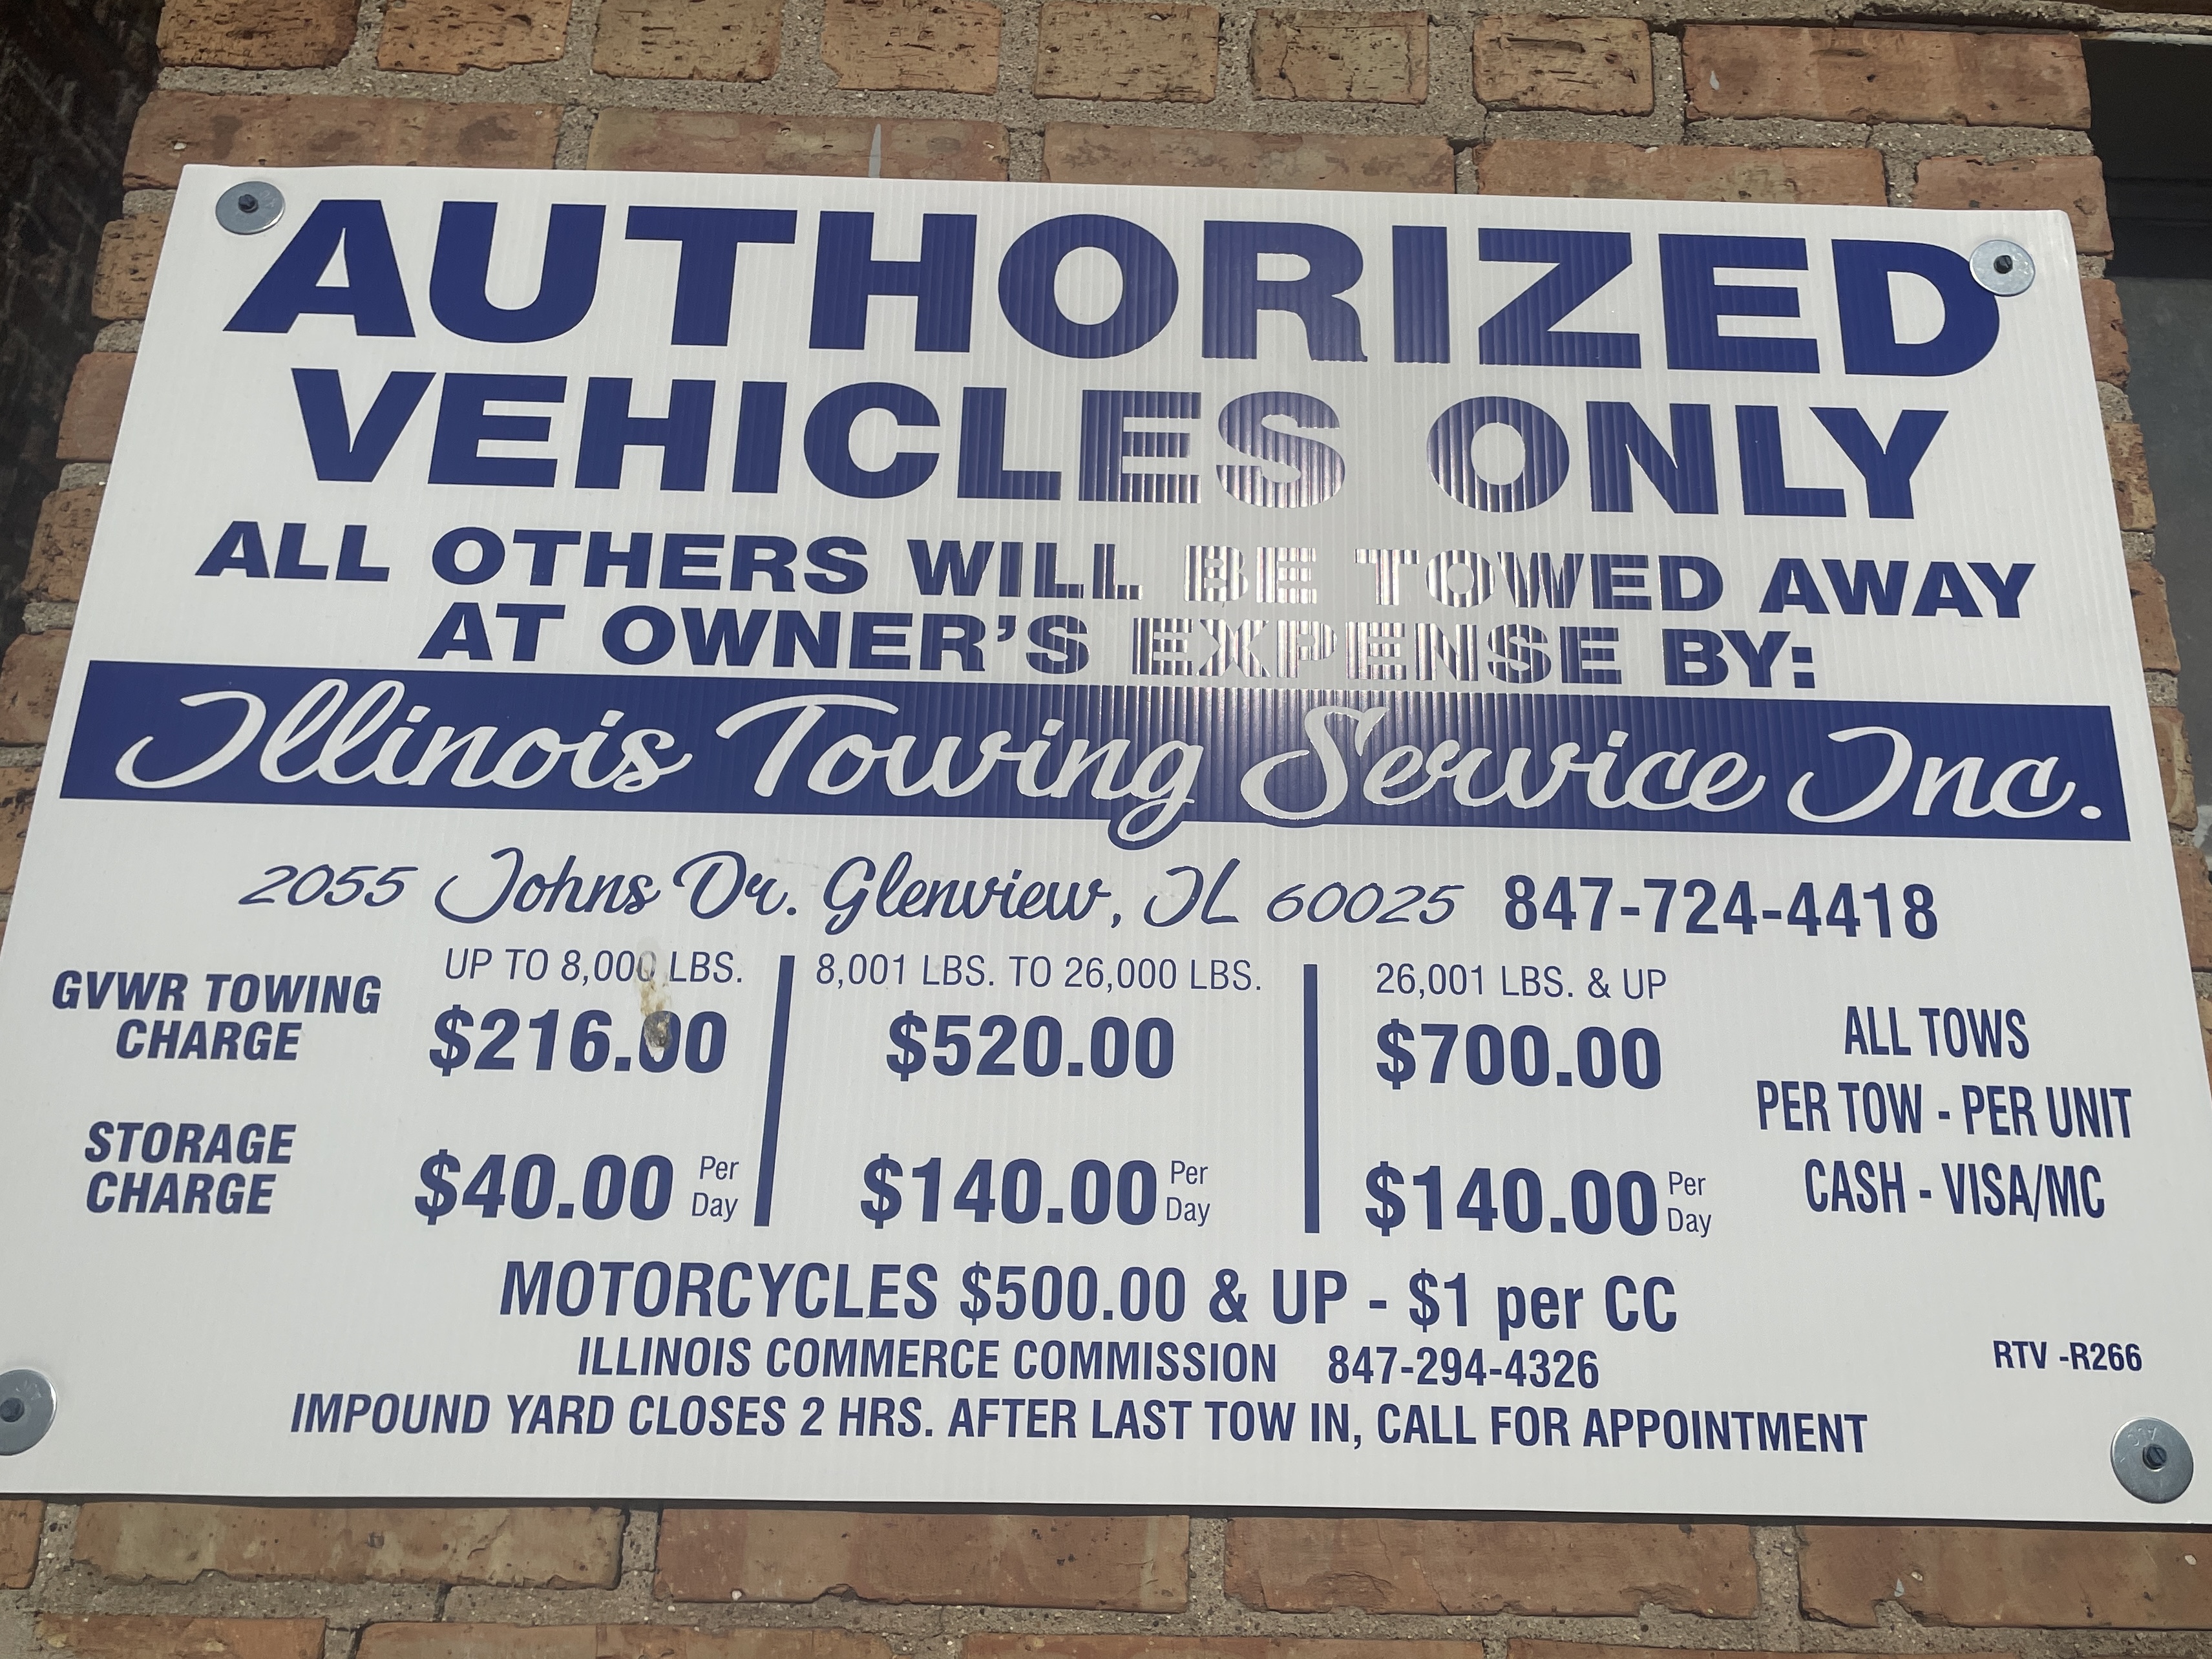 AUTHORIZED
VEHICLES ONLY
ALL OTHERS WILL BE TOWED AWAY
AT OWNER'S EXPENSE BY:
Illinois Towing Service Inc.
2055 Johns Dr. Glenview, IL 60025 847-724-4418
UP TO 8,000 LBS. 8,001 LBS. TO 26,000 LBS. 26,001 LBS. & UP
GVWR TOWING
CHARGE
$216.00 $520.00 $700.00
ALL TOWS
PER TOW - PER UNIT
CASH - VISA/MC
STORAGE
CHARGE
$40.00 Per Day $140.00 Per Day $140.00 Per Day
MOTORCYCLES $500.00 & UP - $1 per CC
ILLINOIS COMMERCE COMMISSION 847-294-4326
RTV -R266
IMPOUND YARD CLOSES 2 HRS. AFTER LAST TOW IN, CALL FOR APPOINTMENT